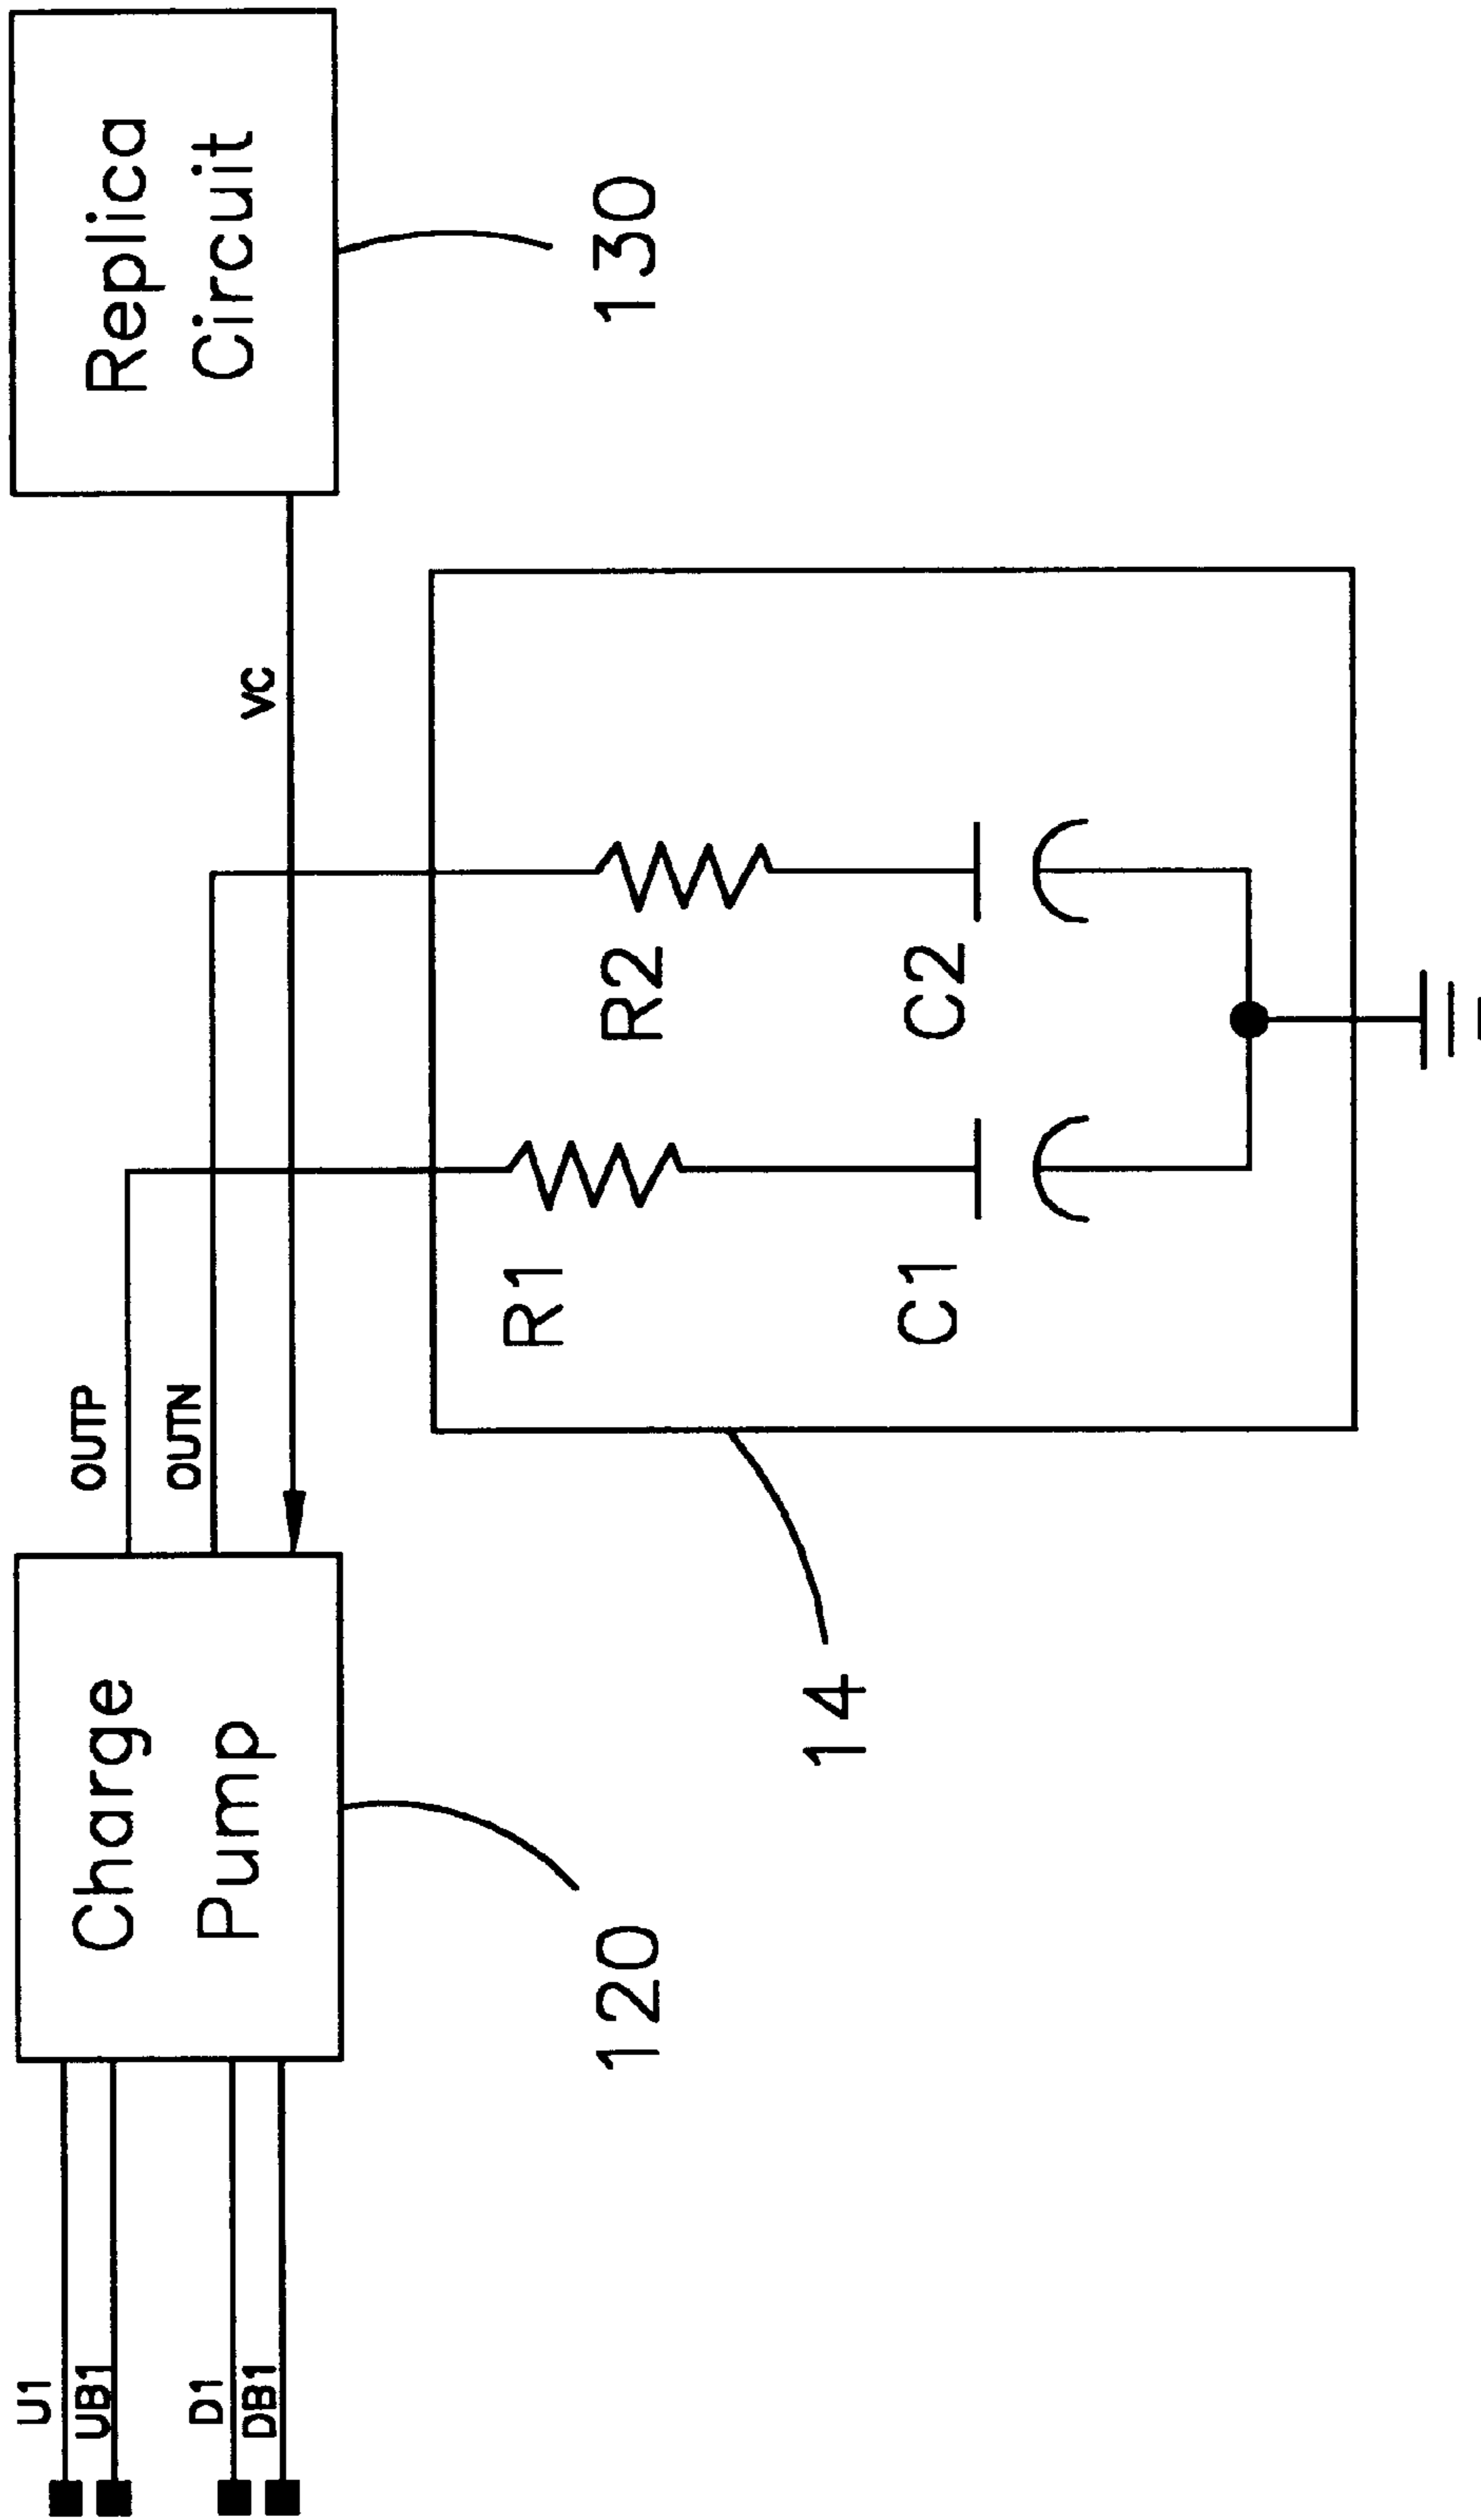 U1
UB1
D1
DB1
Charge
Pump
120
OUTP
OUTN
VC
Replica
Circuit
130
R1
R2
C1
C2
14